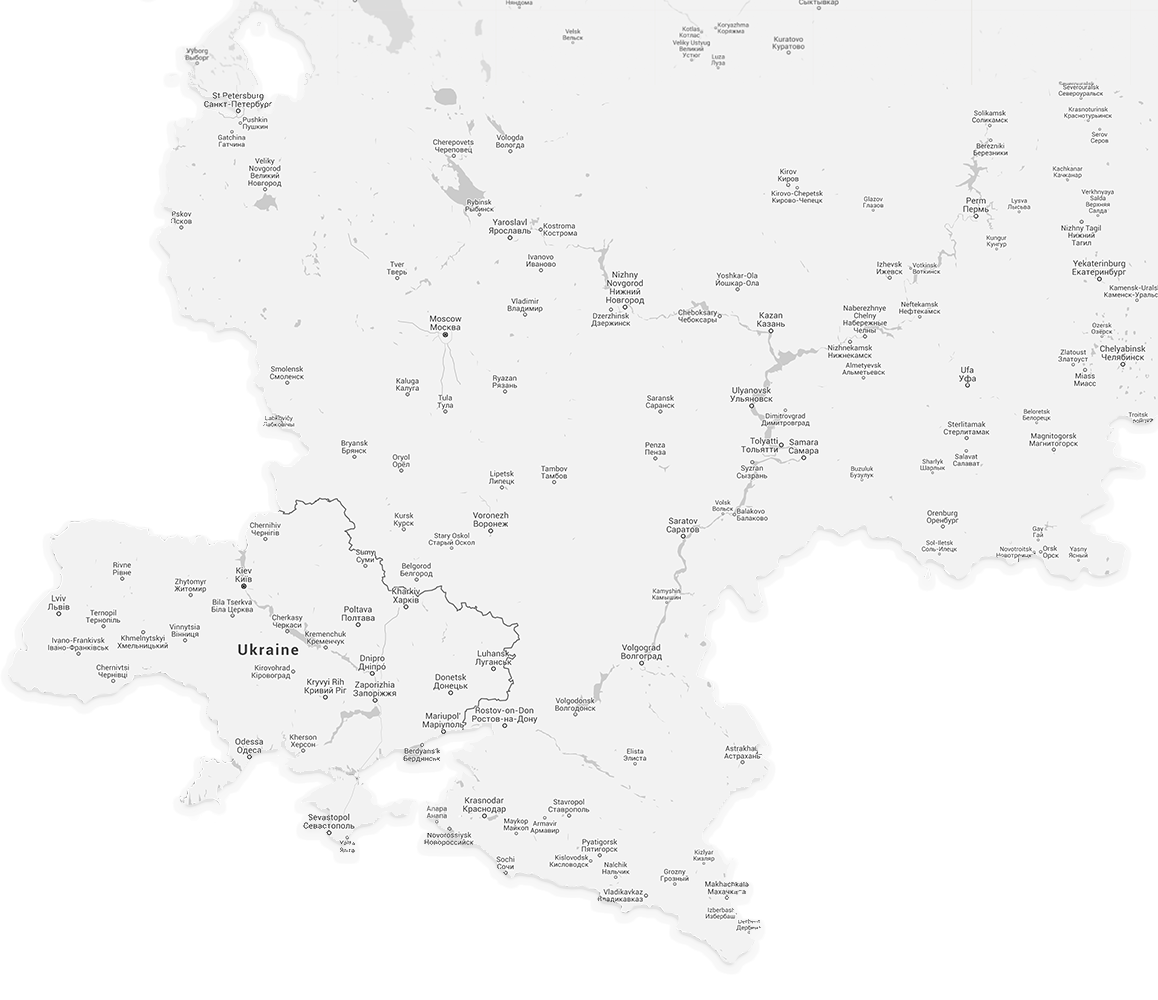 Няндома
Сыктывкар
Velsk
Вельск
Kotlas
Котлас
Koryazhma
Коряжма
Veliky Ustyug
Великий
Устюг
Luza
Луза
Kuratovo
Куратово
Vyborg
Выборг
St Petersburg
Санкт-Петербург
Pushkin
Пушкин
Gatchina
Гатчина
Veliky
Novgorod
Великий
Новгород
Pskov
Псков
Cherepovets
Череповец
Vologda
Вологда
Rybinsk
Рыбинск
Yaroslavl
Ярославль
Kostroma
Кострома
Ivanovo
Иваново
Tver
Тверь
Vladimir
Владимир
Moscow
Москва
Nizhny
Novgorod
Нижний
Новгород
Dzerzhinsk
Дзержинск
Cheboksary
Чебоксары
Yoshkar-Ola
Йошкар-Ола
Kazan
Казань
Kirov
Киров
Kirovo-Chepetsk
Кирово-Чепецк
Glazov
Глазов
Solikamsk
Соликамск
Berezniki
Березники
Perm
Пермь
Lysva
Лысьва
Kungur
Кунгур
Severouralsk
Североуральск
Krasnoturinsk
Краснотурьинск
Serov
Серов
Kachkanar
Качканар
Verkhnyaya
Salda
Верхняя
Салда
Nizhny Tagil
Нижний
Тагил
Yekaterinburg
Екатеринбург
Kamensk-Urals
Каменск-Уральс
Izhevsk
Ижевск
Votkinsk
Воткинск
Neftekamsk
Нефтекамск
Naberezhnye
Chelny
Набережные
Челны
Nizhnekamsk
Нижнекамск
Almetyevsk
Альметьевск
Ozersk
Озёрск
Chelyabinsk
Челябинск
Zlatoust
Златоуст
Miass
Миасс
Ufa
Уфа
Troitsk
Beloretsk
Белорецк
Magnitogorsk
Магнитогорск
Sterlitamak
Стерлитамак
Salavat
Салават
Sharlyk
Шарлык
Buzuluk
Бузулук
Orenburg
Оренбург
Sol-Iletsk
Соль-Илецк
Gay
Гай
Novotroitsk
Новотроицк
Orsk
Орск
Yasny
Ясный
Smolensk
Смоленск
Kaluga
Калуга
Tula
Тула
Ryazan
Рязань
Saransk
Саранск
Ulyanovsk
Ульяновск
Dimitrovgrad
Димитровград
Tolyatti
Тольятти
Samara
Самара
Syzran
Сызрань
Penza
Пенза
Bryansk
Брянск
Oryol
Орёл
Lipetsk
Липецк
Tambov
Тамбов
Volsk
Вольск
Balakovo
Балаково
Saratov
Саратов
Kursk
Курск
Stary Oskol
Старый Оскол
Voronezh
Воронеж
Belgorod
Белгород
Kamyshin
Камышин
Volgograd
Волгоград
Volgodonsk
Волгодонск
Chernihiv
Чернігів
Sumy
Суми
Kharkiv
Харків
Rivne
Рівне
Zhytomyr
Житомир
Kiev
Київ
Lviv
Львів
Ternopil
Тернопіль
Bila Tserkva
Біла Церква
Poltava
Полтава
Cherkasy
Черкаси
Ivano-Frankivsk
Івано-Франківськ
Khmelnytskyi
Хмельницький
Vinnytsia
Вінниця
Kremenchuk
Кременчук
Ukraine
Chernivtsi
Чернівці
Kirovohrad
Кіровоград
Dnipro
Дніпро
Luhansk
Луганськ
Kryvyi Rih
Кривий Ріг
Zaporizhia
Запоріжжя
Donetsk
Донецьк
Mariupol'
Маріуполь
Rostov-on-Don
Ростов-на-Дону
Odessa
Одеса
Kherson
Херсон
Berdyans'k
Бердянськ
Elista
Элиста
Astrakhan
Астрахань
Sevastopol
Севастополь
Yalta
Ялта
Anapa
Анапа
Krasnodar
Краснодар
Novorossiysk
Новороссийск
Stavropol
Ставрополь
Maykop
Майкоп
Armavir
Армавир
Sochi
Сочи
Pyatigorsk
Пятигорск
Kislovodsk
Кисловодск
Nalchik
Нальчик
Vladikavkaz
Владикавказ
Grozny
Грозный
Kizlyar
Кизляр
Makhachkala
Махачкала
Izberbash
Избербаш
Derbent
Дербент